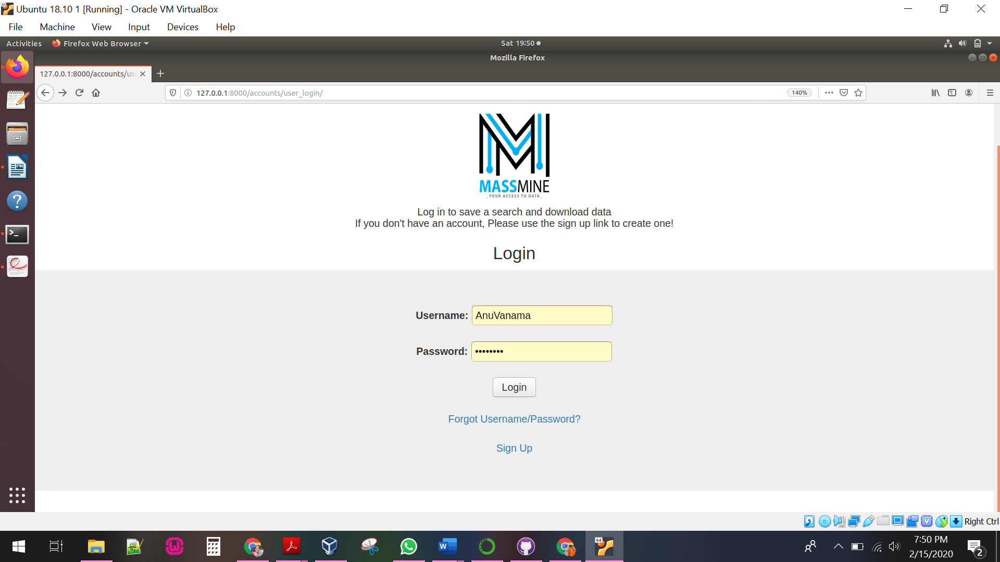 Ubuntu 18.10 1 [Running] - Oracle VM VirtualBox
File Machine View Input Devices Help
Activities Firefox Web Browser Sat 19:50
Mozilla Firefox
127.0.0.1:8000/accounts/us
127.0.0.1:8000/accounts/user_login/ 140%
MASSMINE
_YOUR ACCESS TO DATA_
Log in to save a search and download data
If you don't have an account, Please use the sign up link to create one!
Login
Username: AnuVanama
Password: ••••••••
Login
Forgot Username/Password?
Sign Up
Right Ctrl
7:50 PM
2/15/2020
2